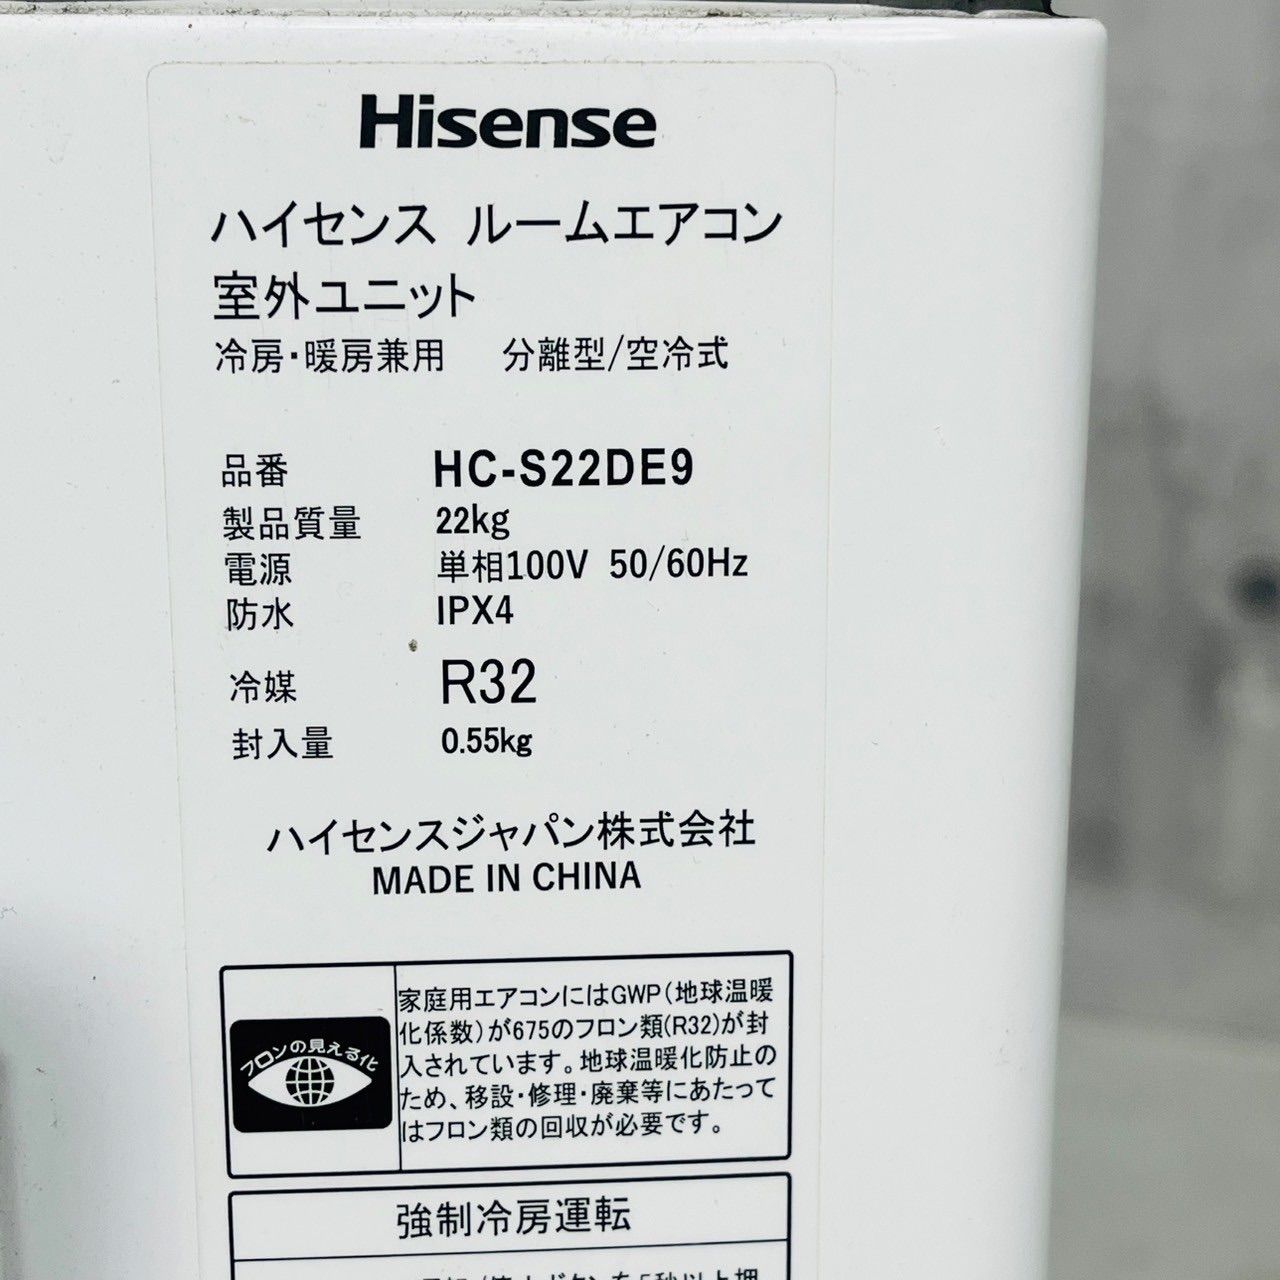 Hisense
ハイセンス ルームエアコン
室外ユニット
冷房・暖房兼用 分離型/空冷式
品番 HC-S22DE9
製品質量 22kg
電源 単相100V 50/60Hz
防水 IPX4
冷媒 R32
封入量 0.55kg
ハイセンスジャパン株式会社
MADE IN CHINA
フロンの見える化
家庭用エアコンにはGWP(地球温暖
化係数)が675のフロン類(R32)が封
入されています。地球温暖化防止の
ため、移設・修理・廃棄等にあたって
はフロン類の回収が必要です。
強制冷房運転